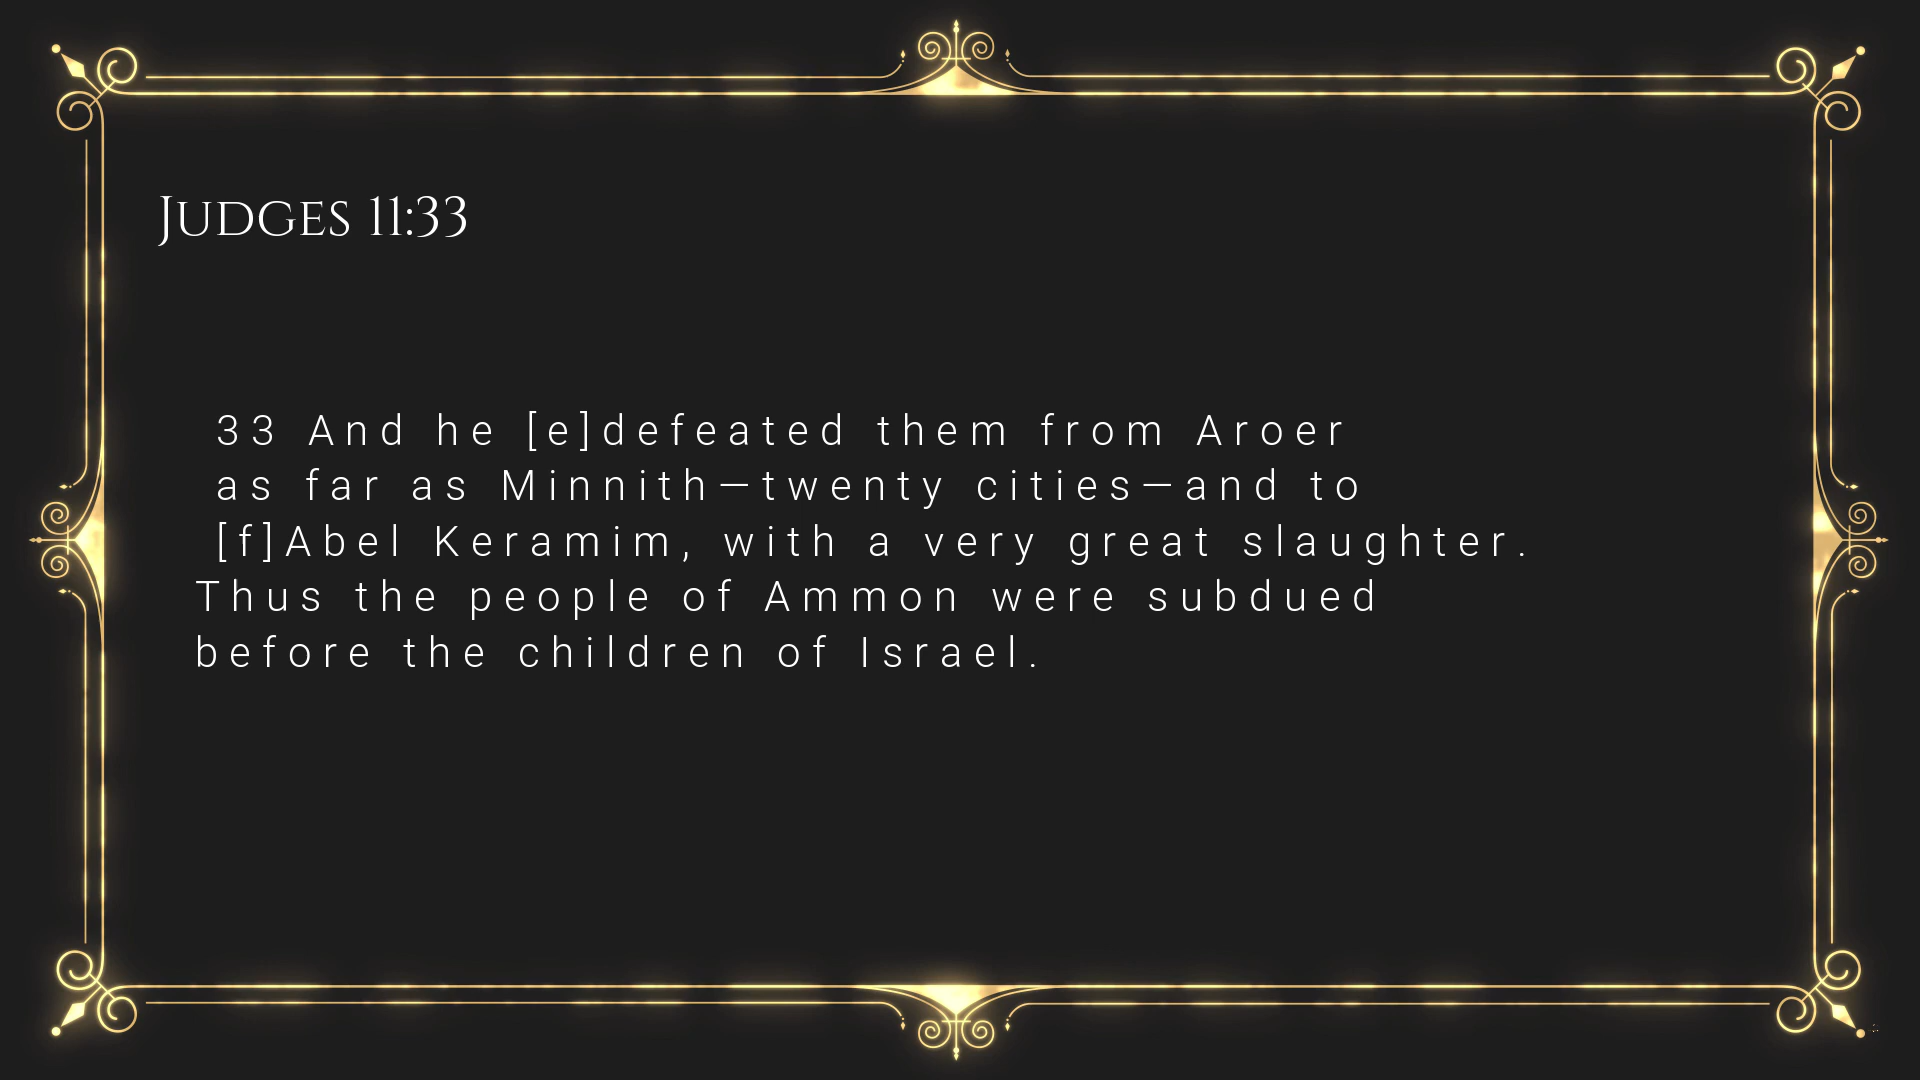 Judges 11:33
33 And he [e]defeated them from Aroer
as far as Minnith—twenty cities—and to
[f]Abel Keramim, with a very great slaughter.
Thus the people of Ammon were subdued
before the children of Israel.